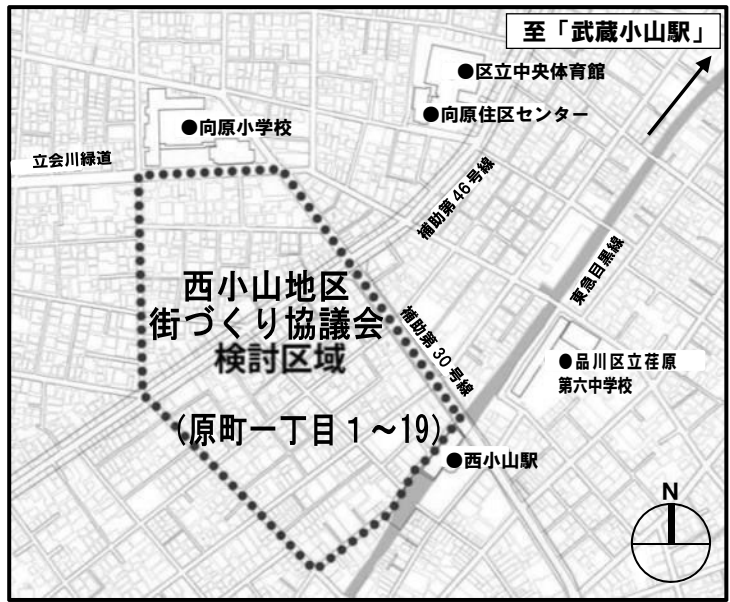 至「武蔵小山駅」
●区立中央体育館
●向原住区センター
●向原小学校
立会川緑道
補助第46号線
東急目黒線
西小山地区
街づくり協議会
検討区域
(原町一丁目1～19)
補助第30号線
●品川区立荏原
第六中学校
●西小山駅
N